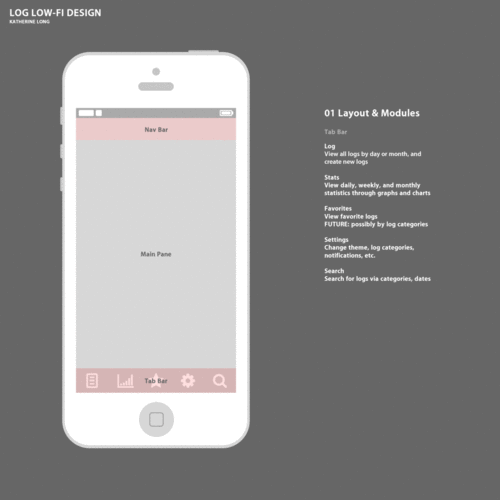 LOG LOW-FI DESIGN
KATHERINE LONG
Nav Bar
Main Pane
Tab Bar
01 Layout & Modules
Tab Bar
Log
View all logs by day or month, and
create new logs
Stats
View daily, weekly, and monthly
statistics through graphs and charts
Favorites
View favorite logs
FUTURE: possibly by log categories
Settings
Change theme, log categories,
notifications, etc.
Search
Search for logs via categories, dates